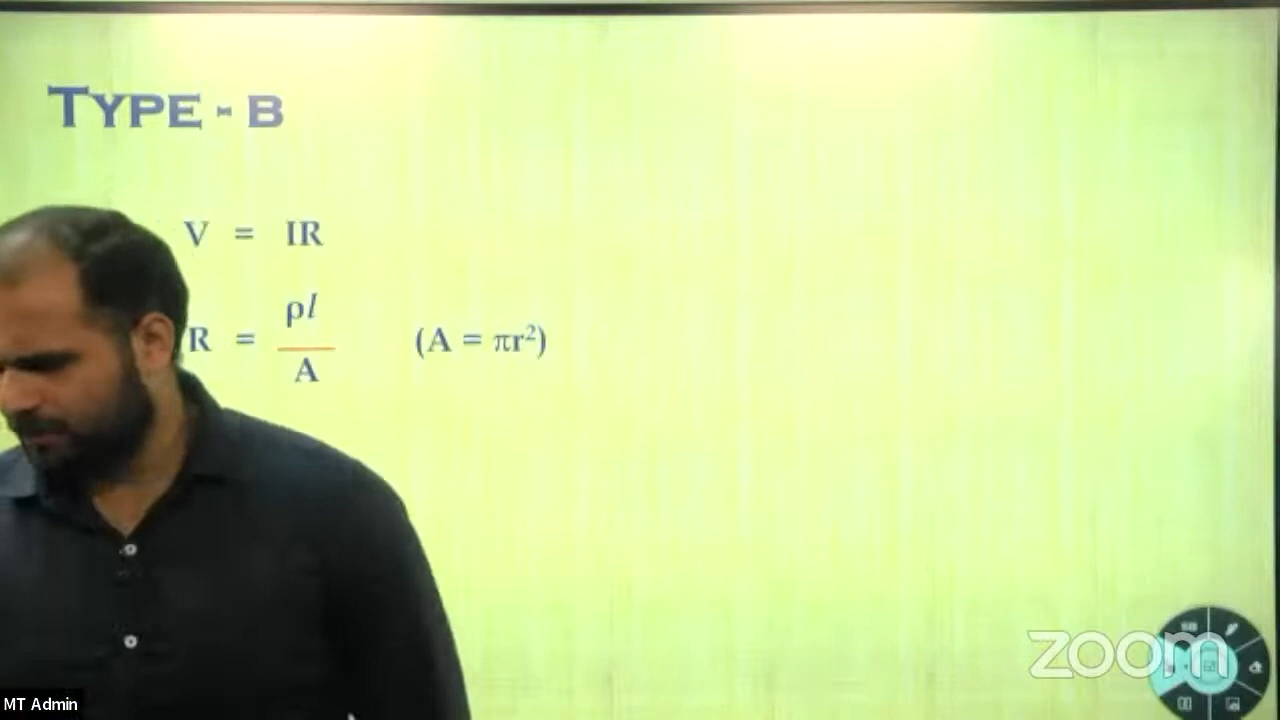 TYPE - B
V = IR
R = ρl / A (A = πr²)
zoom
MT Admin